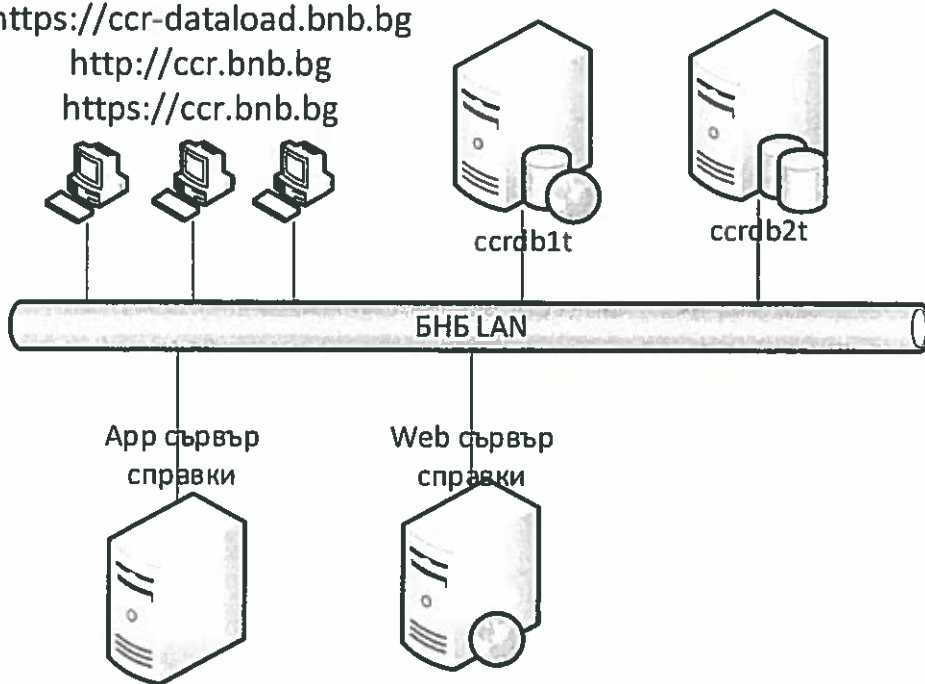 https://ccr-dataload.bnb.bg
http://ccr.bnb.bg
https://ccr.bnb.bg
ccrdb1t
ccrdb2t
БНБ LAN
App сървър
справки
Web сървър
справки